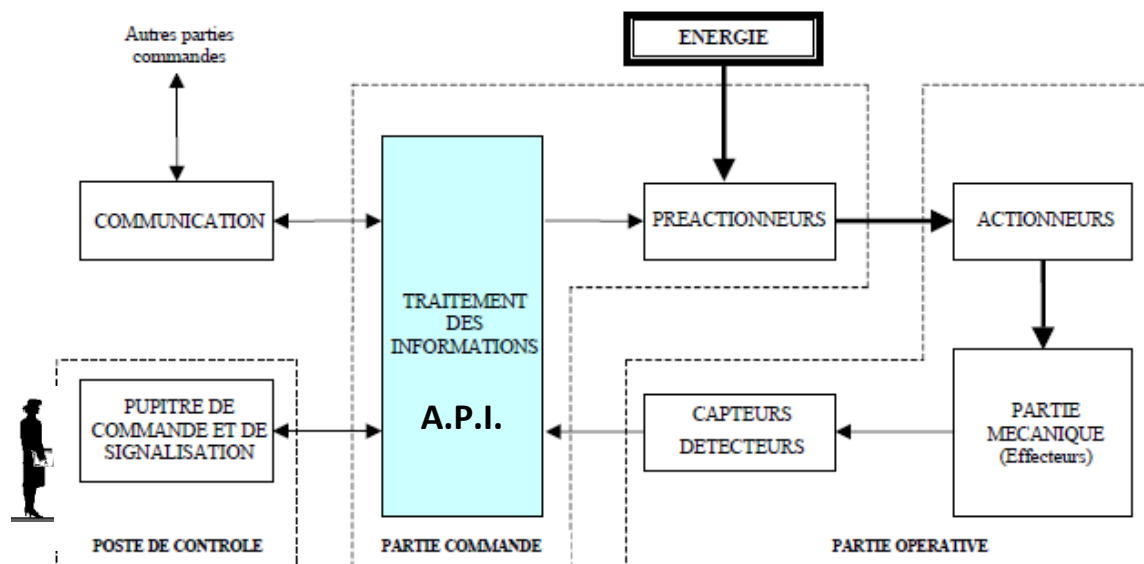 Autres parties
commandes
ENERGIE
COMMUNICATION
PREACTIONNEURS
ACTIONNEURS
TRAITEMENT
DES
INFORMATIONS
A.P.I.
PUPITRE DE
COMMANDE ET DE
SIGNALISATION
CAPTEURS
DETECTEURS
PARTIE
MECANIQUE
(Effecteurs)
POSTE DE CONTROLE
PARTIE COMMANDE
PARTIE OPERATIVE